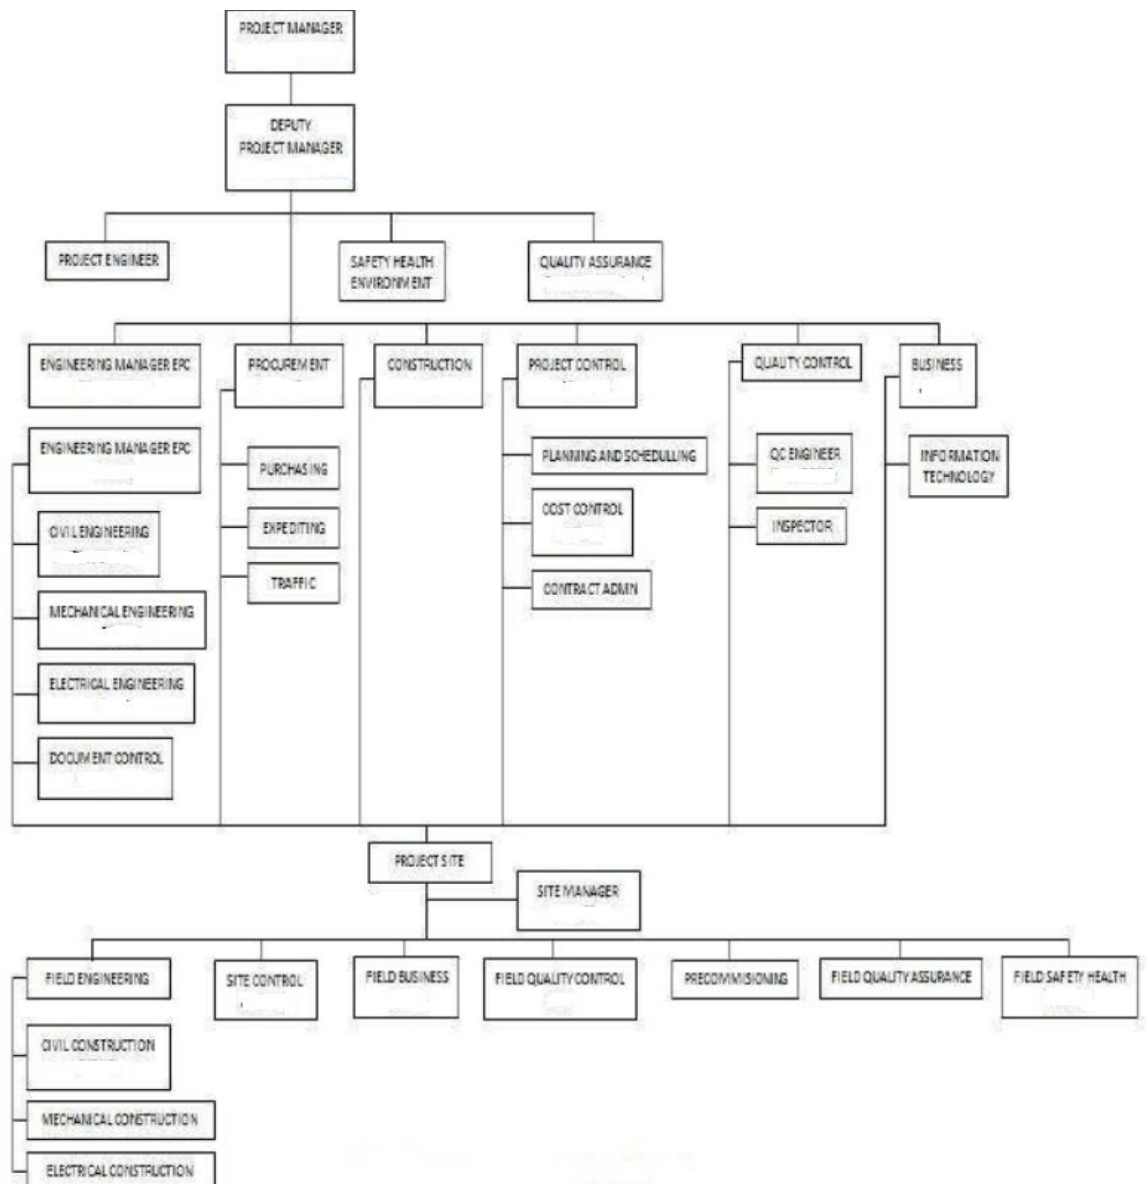 PROJECT MANAGER
DEPUTY
PROJECT MANAGER
PROJECT ENGINEER
SAFETY HEALTH
ENVIRONMENT
QUALITY ASSURANCE
ENGINEERING MANAGER EPC
PROCUREMENT
CONSTRUCTION
PROJECT CONTROL
QUALITY CONTROL
BUSINESS
ENGINEERING MANAGER EPC
PURCHASING
PLANNING AND SCHEDULLING
QC ENGINEER
INFORMATION
TECHNOLOGY
CIVIL ENGINEERING
EXPEDITING
COST CONTROL
INSPECTOR
TRAFFIC
CONTRACT ADMN
MECHANICAL ENGINEERING
ELECTRICAL ENGINEERING
DOCUMENT CONTROL
PROJECT SITE
SITE MANAGER
FIELD ENGINEERING
SITE CONTROL
FIELD BUSINESS
FIELD QUALITY CONTROL
PRECOMMISIONING
FIELD QUALITY ASSURANCE
FIELD SAFETY HEALTH
CIVIL CONSTRUCTION
MECHANICAL CONSTRUCTION
ELECTRICAL CONSTRUCTION